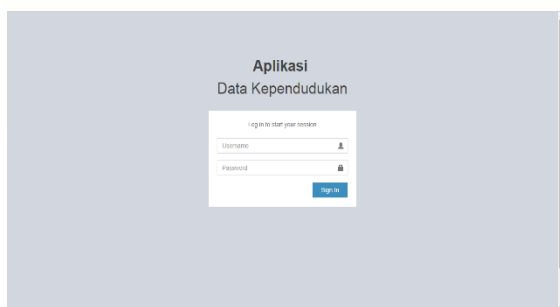 Aplikasi
Data Kependudukan
Log in to start your session
Username
Password
Sign In